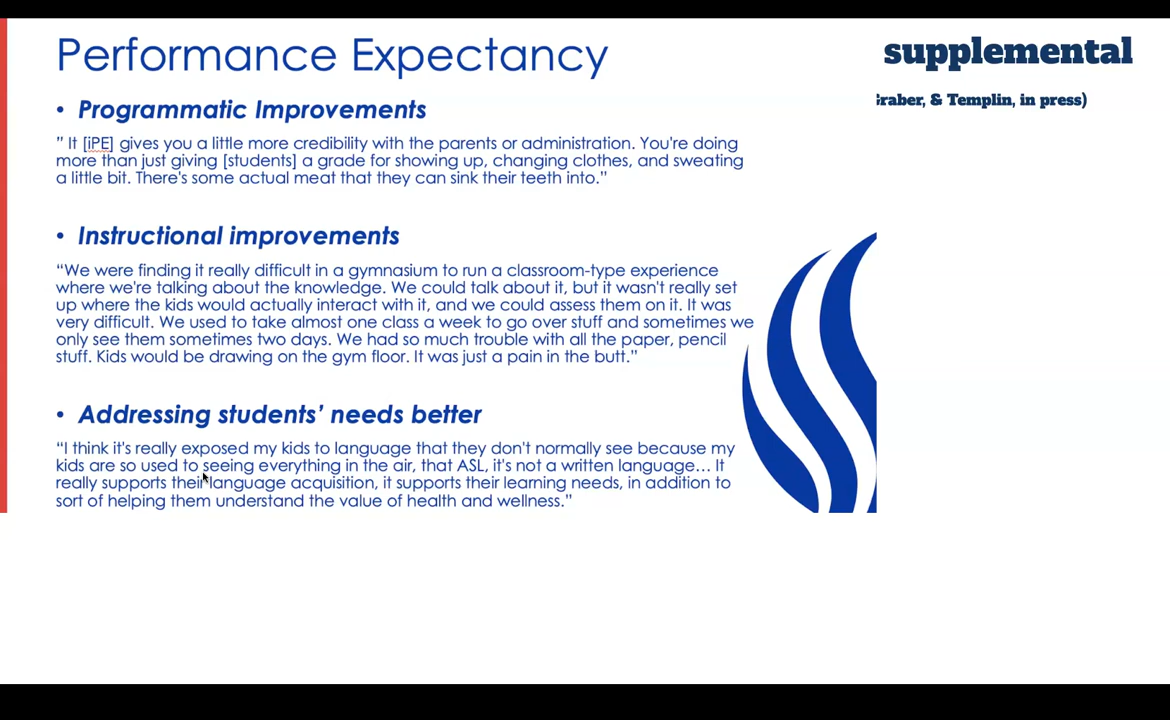 Performance Expectancy
supplemental
raber, & Templin, in press)
• Programmatic Improvements
" It [iPE] gives you a little more credibility with the parents or administration. You're doing
more than just giving [students] a grade for showing up, changing clothes, and sweating
a little bit. There's some actual meat that they can sink their teeth into."
• Instructional improvements
“We were finding it really difficult in a gymnasium to run a classroom-type experience
where we're talking about the knowledge. We could talk about it, but it wasn't really set
up where the kids would actually interact with it, and we could assess them on it. It was
very difficult. We used to take almost one class a week to go over stuff and sometimes we
only see them sometimes two days. We had so much trouble with all the paper, pencil
stuff. Kids would be drawing on the gym floor. It was just a pain in the butt.”
• Addressing students’ needs better
“I think it's really exposed my kids to language that they don't normally see because my
kids are so used to seeing everything in the air, that ASL, it's not a written language… It
really supports their language acquisition, it supports their learning needs, in addition to
sort of helping them understand the value of health and wellness.”